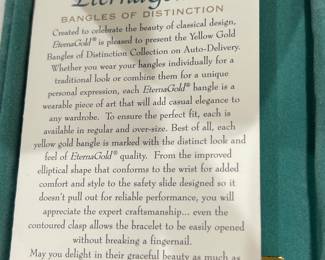 EternaGold®
BANGLES OF DISTINCTION
Created to celebrate the beauty of classical design,
EternaGold® is pleased to present the Yellow Gold
Bangles of Distinction Collection on Auto-Delivery.
Whether you wear your bangles individually for a
traditional look or combine them for a unique
personal expression, each EternaGold® bangle is a
wearable piece of art that will add casual elegance to
any wardrobe. To ensure the perfect fit, each is
available in regular and over-size. Best of all, each
yellow gold bangle is marked with the distinct look and
feel of EternaGold® quality. From the improved
elliptical shape that conforms to the wrist for added
comfort and style to the safety slide designed so it
doesn't pull out for reliable performance, you will
appreciate the expert craftsmanship... even the
contoured clasp allows the bracelet to be easily opened
without breaking a fingernail.
May you delight in their graceful beauty as much as